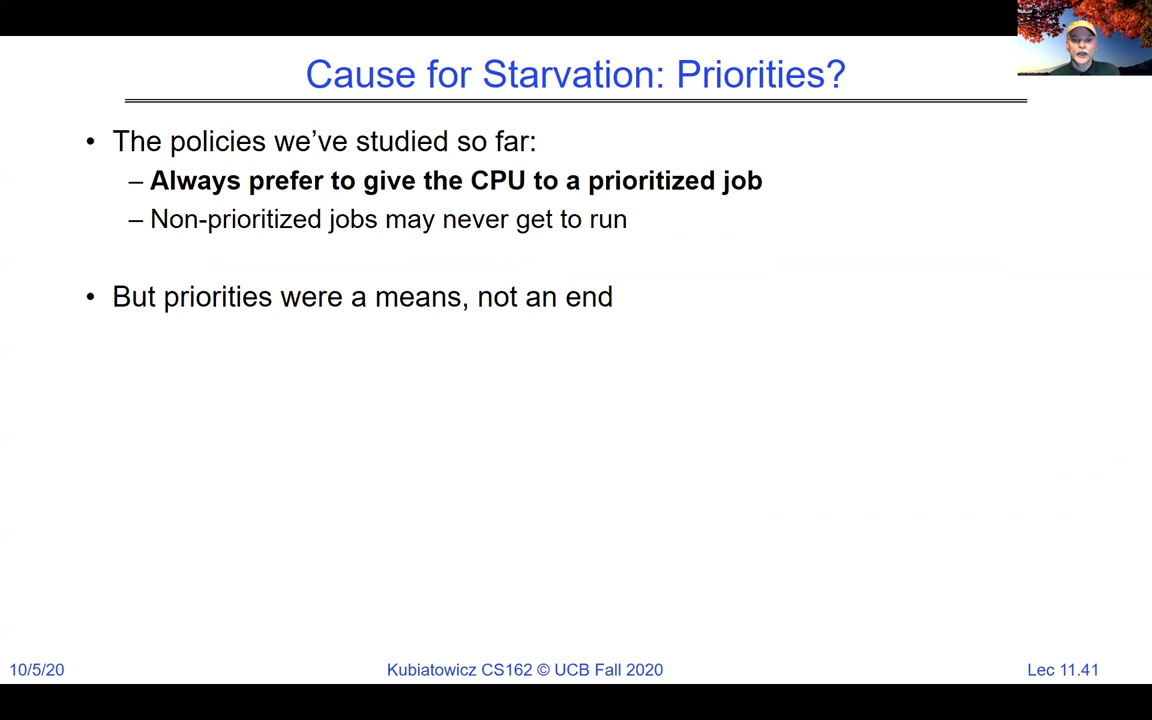 Cause for Starvation: Priorities?
• The policies we’ve studied so far:
– Always prefer to give the CPU to a prioritized job
– Non-prioritized jobs may never get to run
• But priorities were a means, not an end
10/5/20
Kubiatowicz CS162 © UCB Fall 2020
Lec 11.41